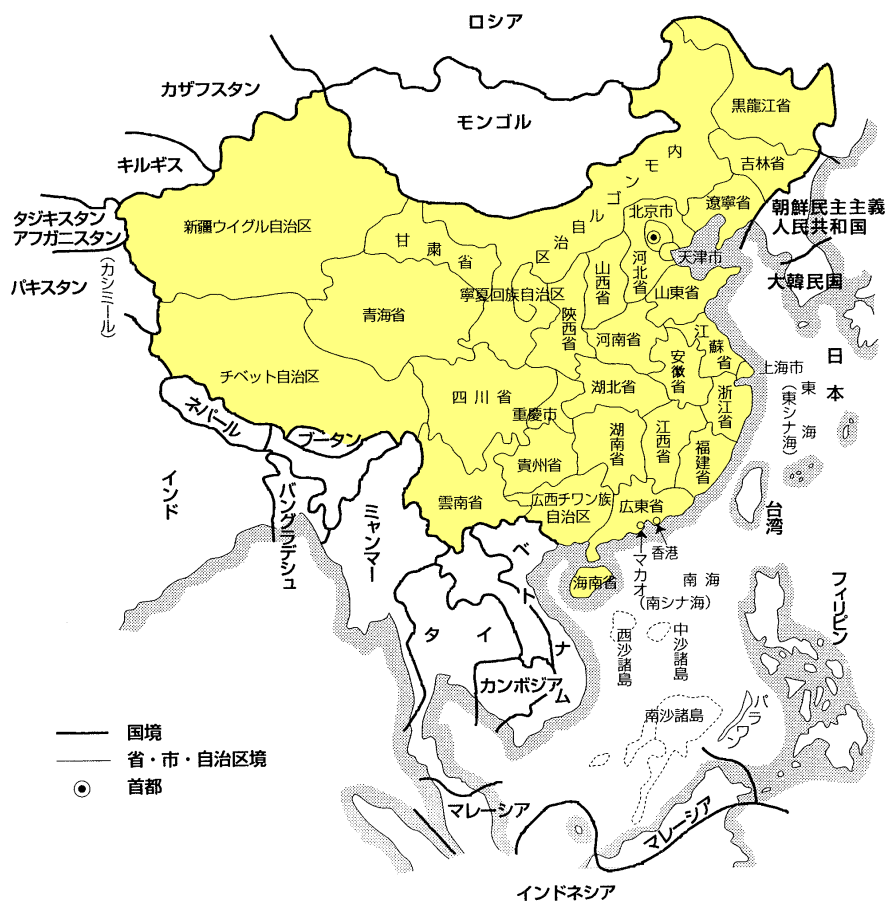 ロシア
カザフスタン
モンゴル
黒龍江省
内モンゴル自治区
吉林省
キルギス
遼寧省
北京市
朝鮮民主主義
人民共和国
タジキスタン
アフガニスタン
新疆ウイグル自治区
甘粛省
天津市
河北省
山西省
大韓民国
パキスタン
(カシミール)
寧夏回族自治区
山東省
青海省
陝西省
河南省
江蘇省
安徽省
日本
上海市
東海
(東シナ海)
チベット自治区
四川省
湖北省
浙江省
重慶市
ネパール
ブータン
湖南省
江西省
福建省
貴州省
インド
バングラデシュ
ミャンマー
雲南省
広西チワン族
自治区
広東省
台湾
香港
マカオ
ベトナム
海南省
南海
(南シナ海)
フィリピン
タイ
西沙諸島
中沙諸島
カンボジア
南沙諸島
パラワン
国境
省・市・自治区境
首都
マレーシア
マレーシア
インドネシア